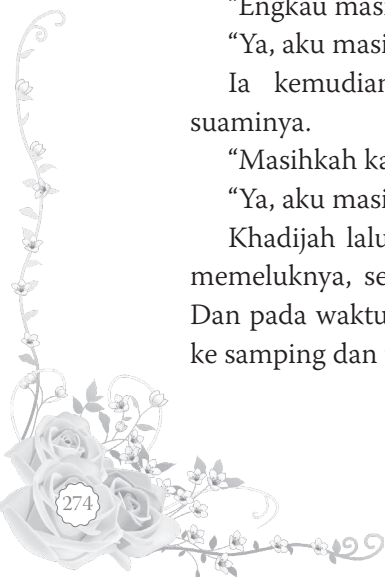 "Engkau masi
"Ya, aku masi
Ia kemudian
suaminya.
"Masihkah ka
"Ya, aku masi
Khadijah lalu
memeluknya, se
Dan pada waktu
ke samping dan
274